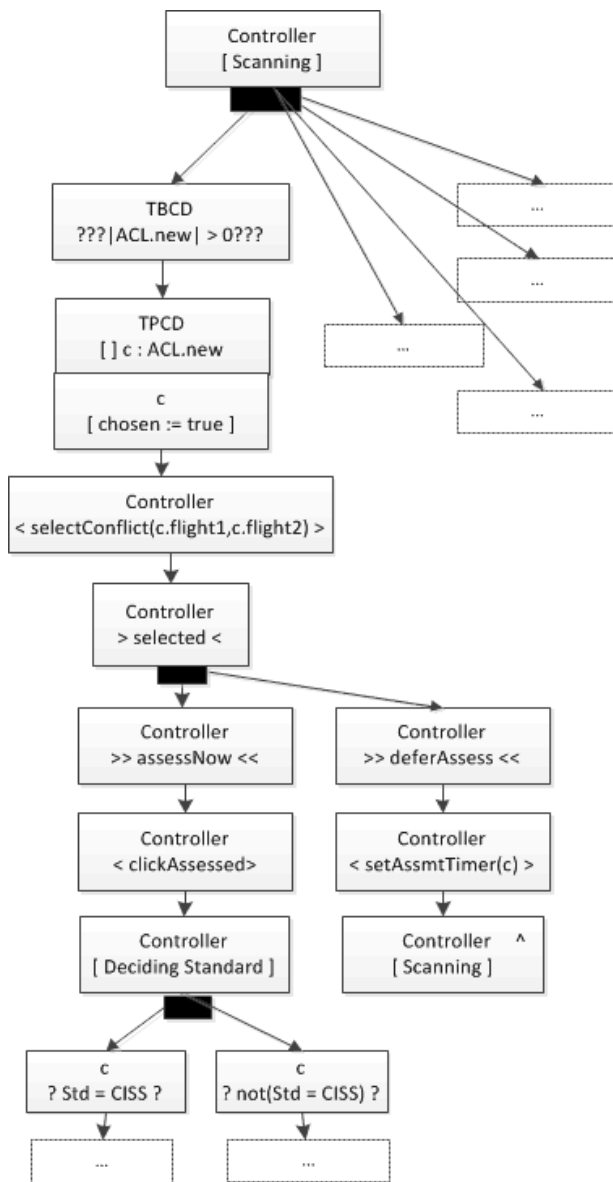 Controller
[ Scanning ]
TBCD
???|ACL.new| > 0???
...
...
TPCD
[ ] c : ACL.new
...
...
c
[ chosen := true ]
Controller
< selectConflict(c.flight1,c.flight2) >
Controller
> selected <
Controller
>> assessNow <<
Controller
>> deferAssess <<
Controller
< clickAssessed>
Controller
< setAssmtTimer(c) >
Controller
[ Deciding Standard ]
Controller ^
[ Scanning ]
c
? Std = CISS ?
c
? not(Std = CISS) ?
...
...